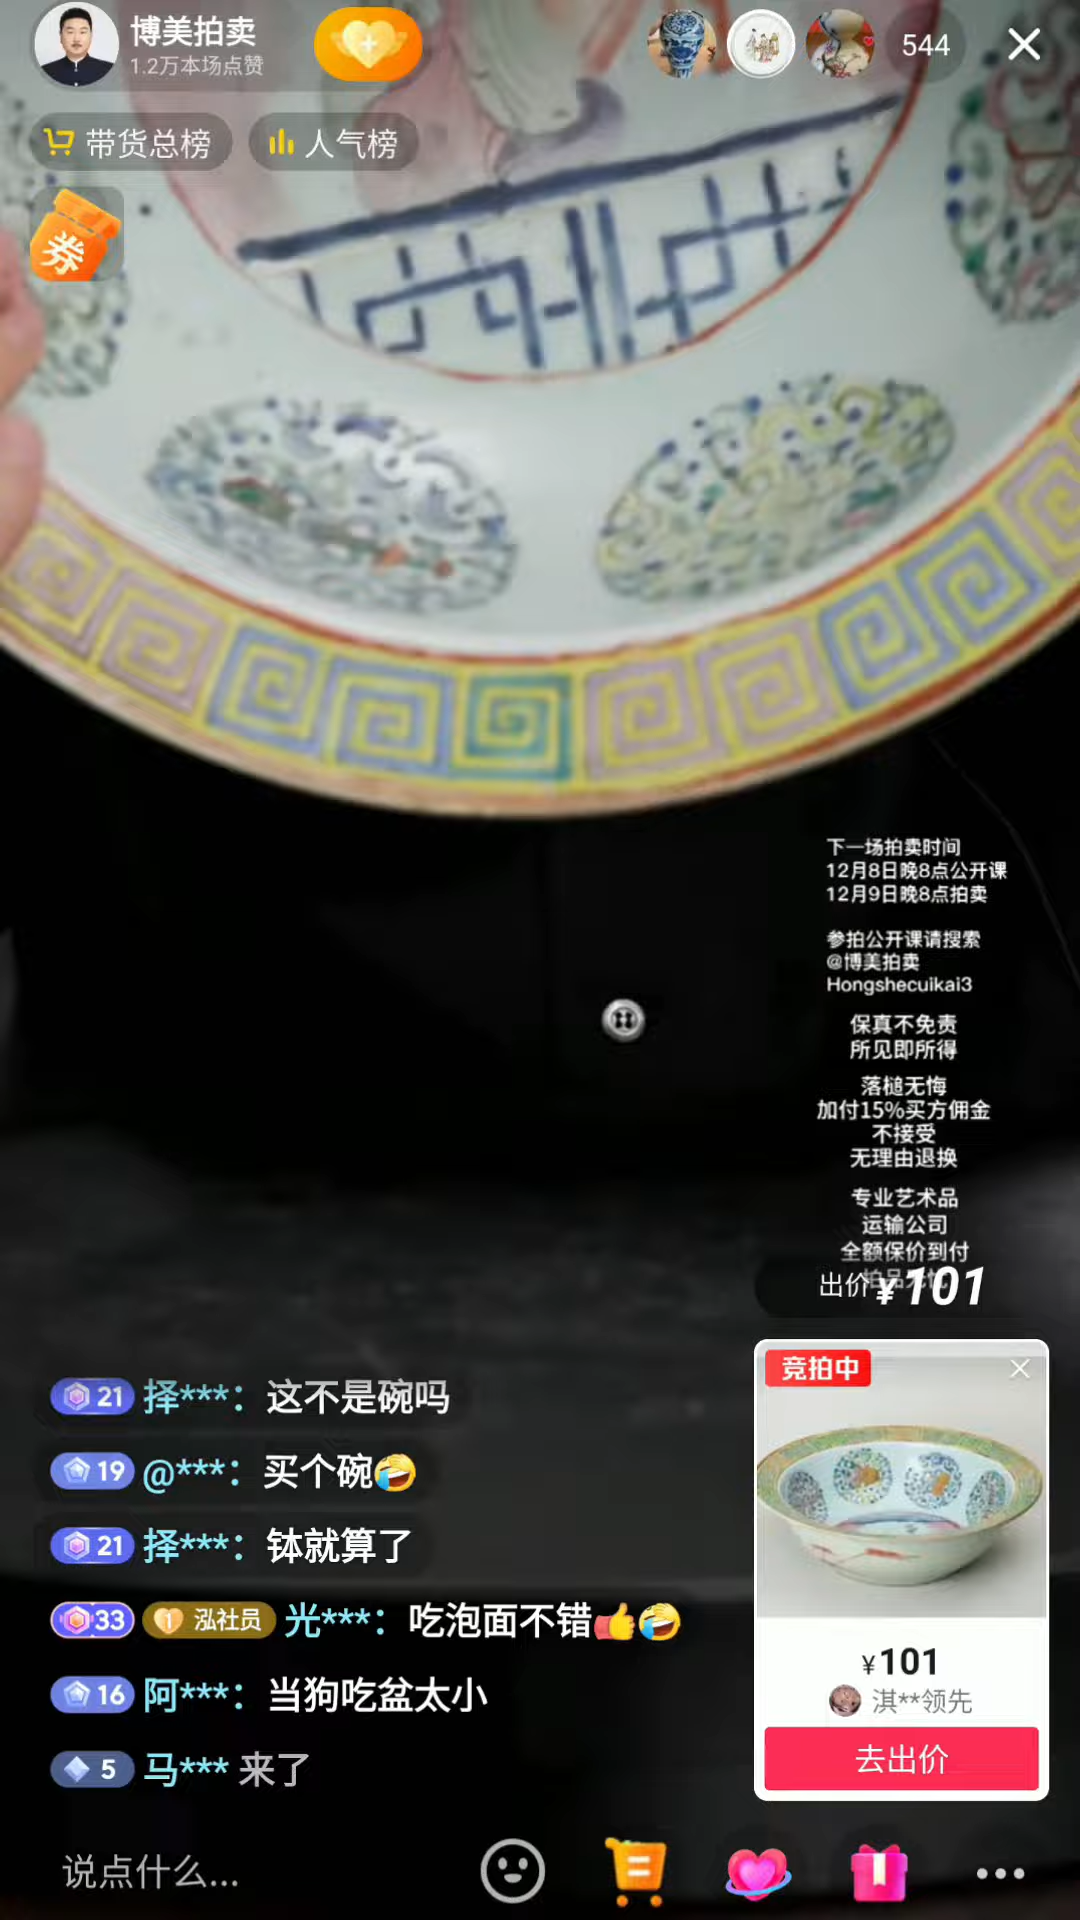 博美拍卖
1.2万本场点赞
544
带货总榜
人气榜
券
下一场拍卖时间
12月8日晚8点公开课
12月9日晚8点拍卖
参拍公开课请搜索
@博美拍卖
Hongshecuikai3
保真不免责
所见即所得
落槌无悔
加付15%买方佣金
不接受
无理由退换
专业艺术品
运输公司
全额保价到付
出价 ¥101
竞拍中
21 择***：这不是碗吗
19 @***：买个碗🤣
21 择***：钵就算了
33 1 泓社员 光***：吃泡面不错👍🤣
16 阿***：当狗吃盆太小
5 马*** 来了
¥101
淇**领先
去出价
说点什么...